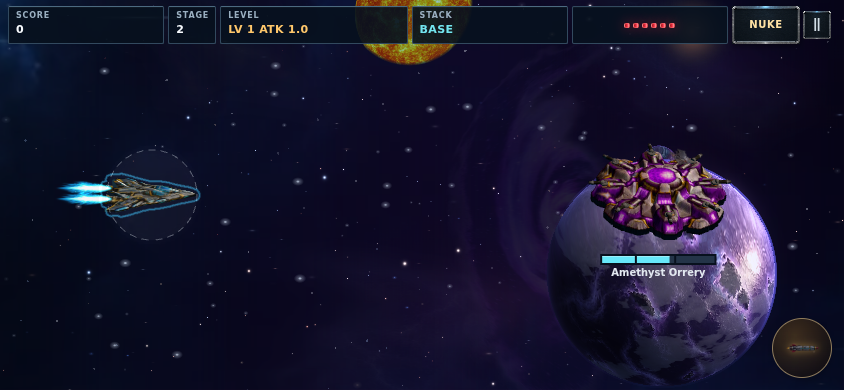 SCORE
0
STAGE
2
LEVEL
LV 1 ATK 1.0
STACK
BASE
NUKE
Amethyst Orrery